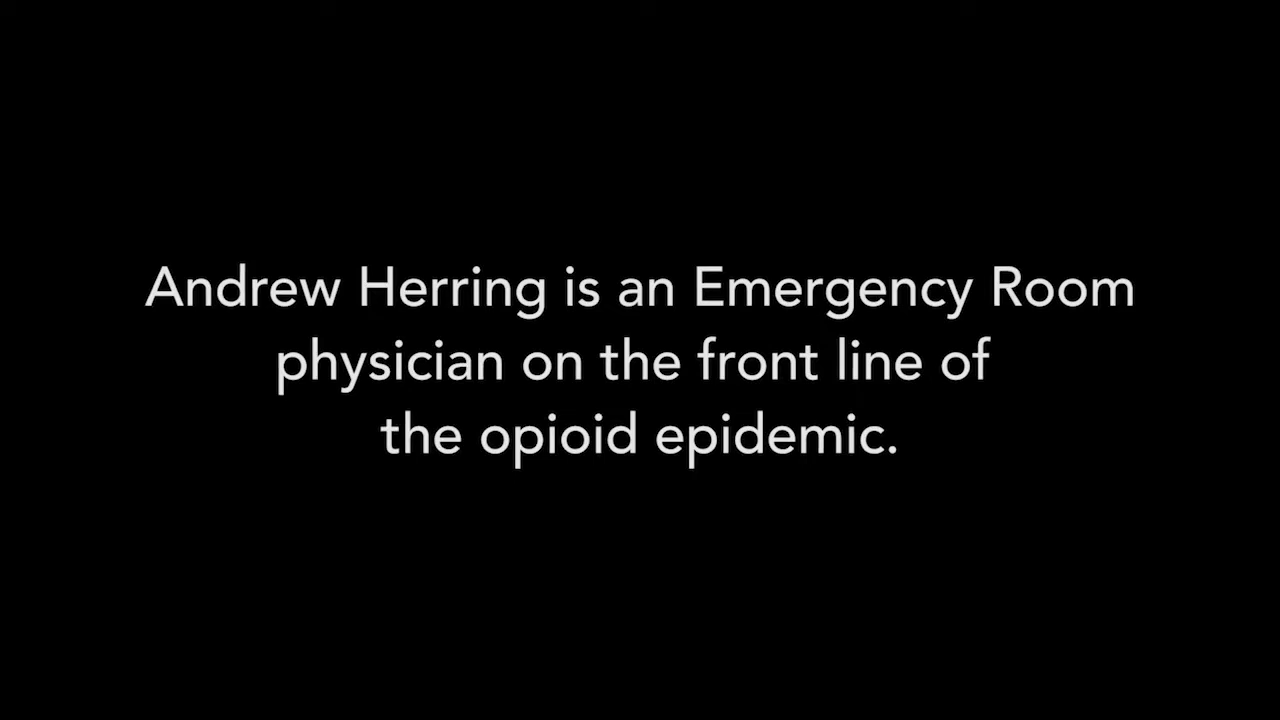 Andrew Herring is an Emergency Room
physician on the front line of
the opioid epidemic.